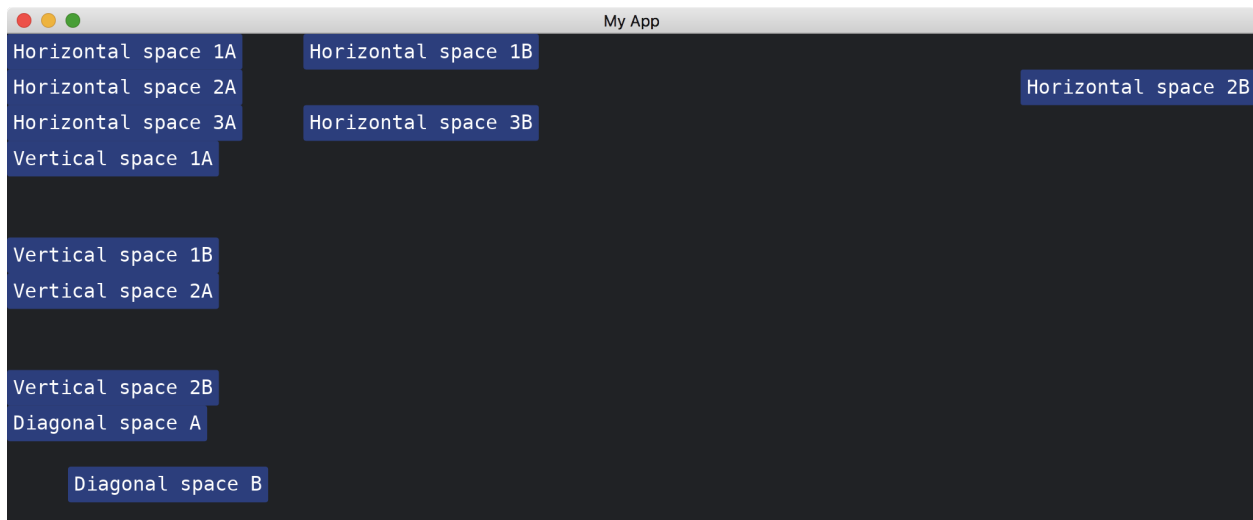 My App
Horizontal space 1A Horizontal space 1B
Horizontal space 2A Horizontal space 2B
Horizontal space 3A Horizontal space 3B
Vertical space 1A
Vertical space 1B
Vertical space 2A
Vertical space 2B
Diagonal space A
Diagonal space B